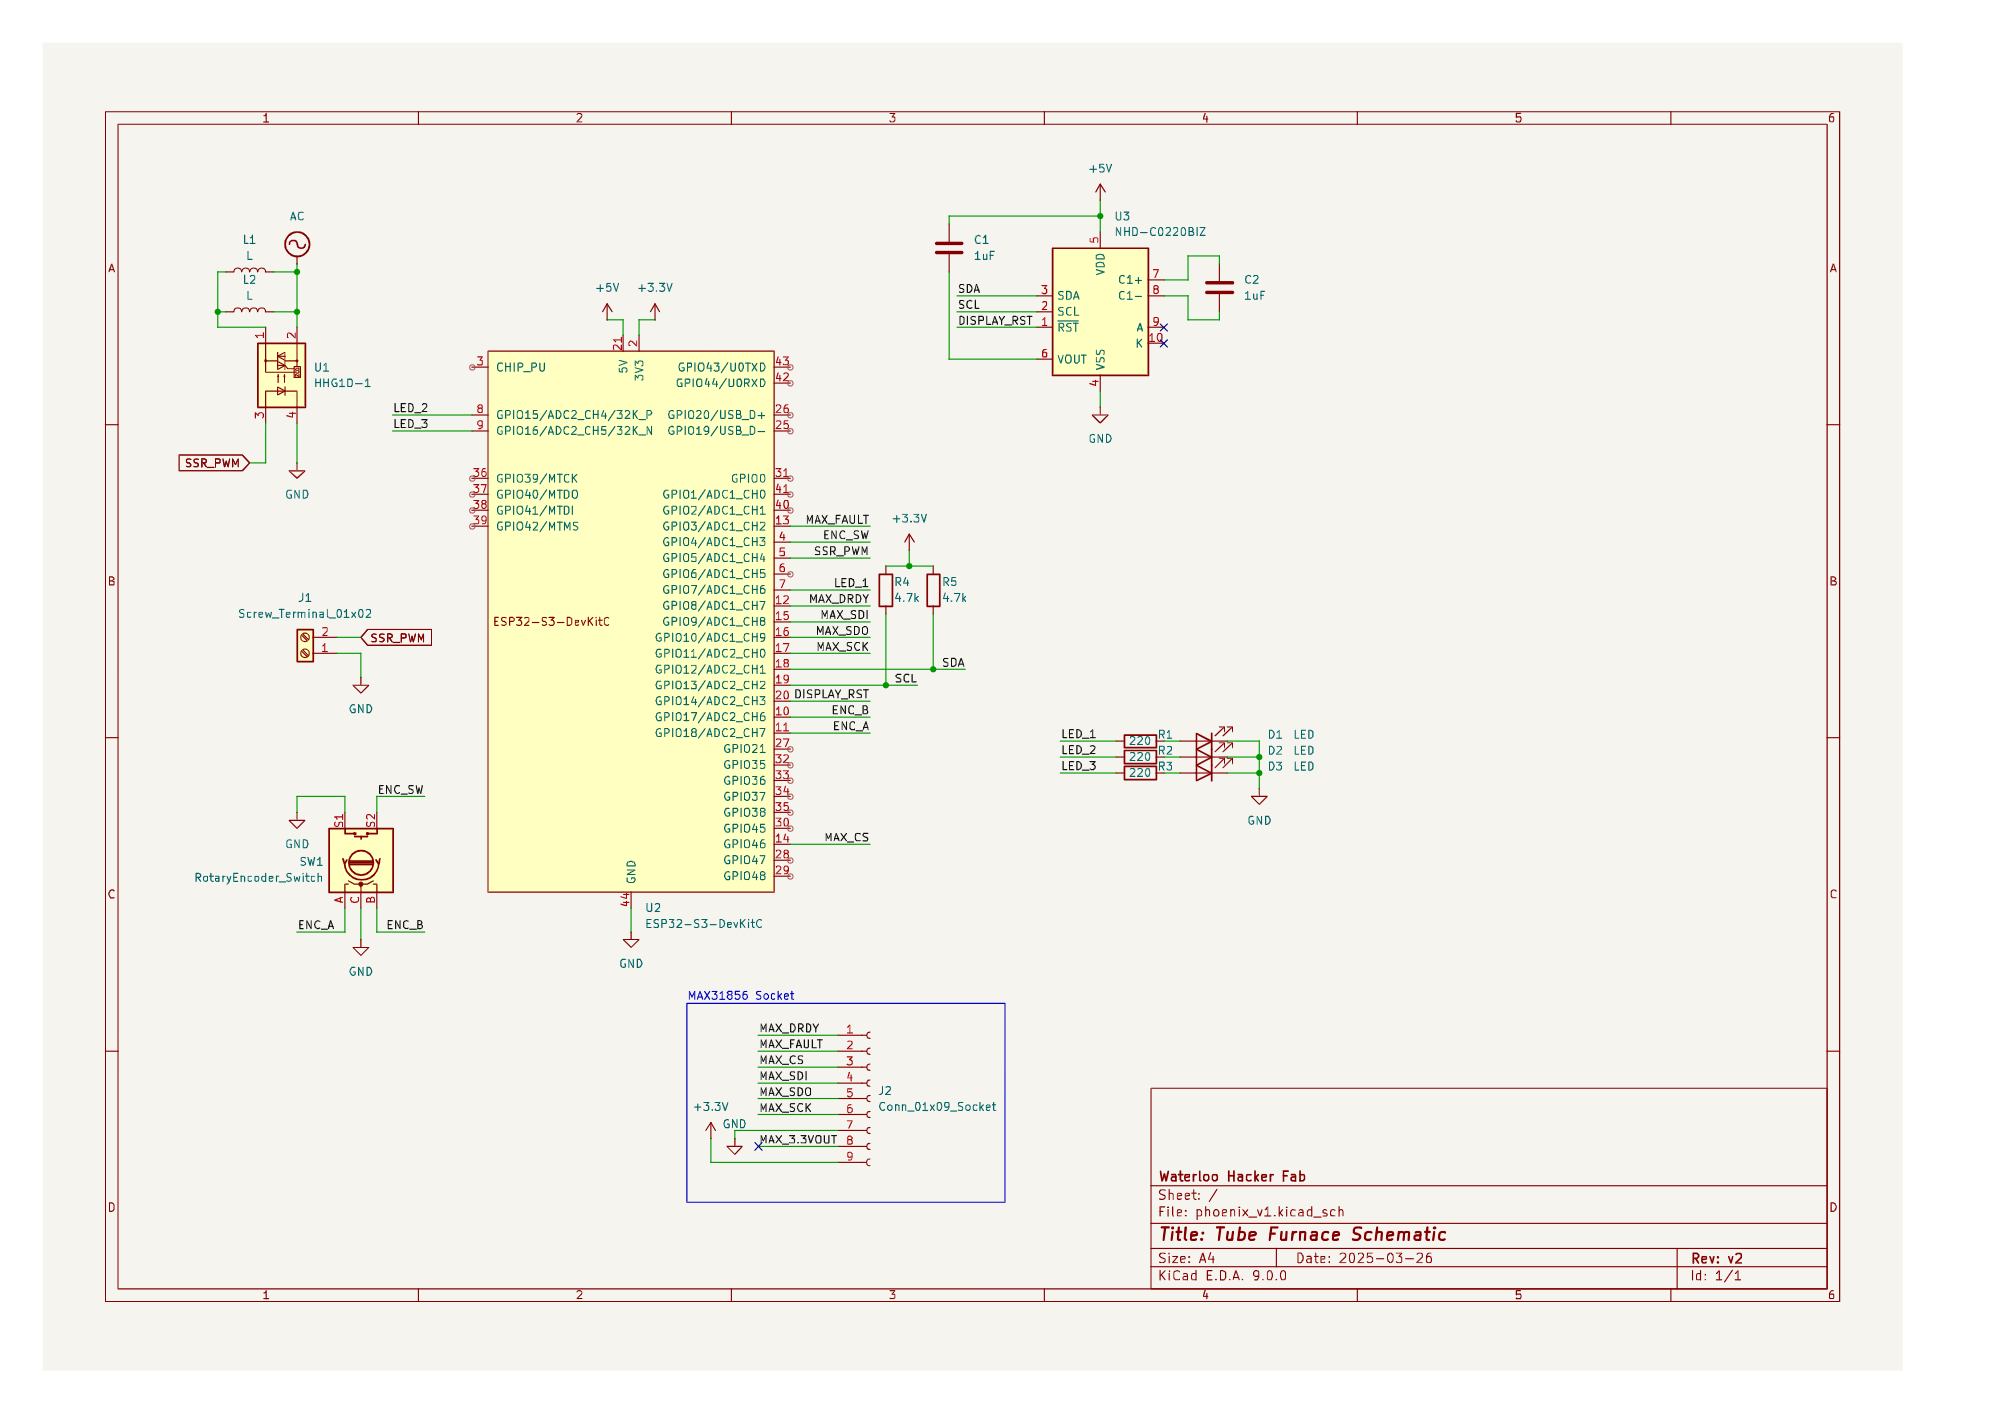 1 2 3 4 5 6
A A
B B
C C
D D
1 2 3 4 5 6
AC
L1
L
L2
L
1 2
U1
HHG1D-1
3 4
SSR_PWM
GND
J1
Screw_Terminal_01x02
2 SSR_PWM
1
GND
ENC_SW
S1 S2
GND
SW1
RotaryEncoder_Switch
A C B
ENC_A ENC_B
GND
+5V +3.3V
21 2
5V 3V3
3 CHIP_PU
LED_2 8 GPIO15/ADC2_CH4/32K_P
LED_3 9 GPIO16/ADC2_CH5/32K_N
36 GPIO39/MTCK
37 GPIO40/MTDO
38 GPIO41/MTDI
39 GPIO42/MTMS
ESP32-S3-DevKitC
GPIO43/U0TXD 43
GPIO44/U0RXD 42
GPIO20/USB_D+ 26
GPIO19/USB_D- 25
GPIO0 31
GPIO1/ADC1_CH0 41
GPIO2/ADC1_CH1 40
GPIO3/ADC1_CH2 13 MAX_FAULT
GPIO4/ADC1_CH3 4 ENC_SW
GPIO5/ADC1_CH4 5 SSR_PWM
GPIO6/ADC1_CH5 6
GPIO7/ADC1_CH6 7 LED_1
GPIO8/ADC1_CH7 12 MAX_DRDY
GPIO9/ADC1_CH8 15 MAX_SDI
GPIO10/ADC1_CH9 16 MAX_SDO
GPIO11/ADC2_CH0 17 MAX_SCK
GPIO12/ADC2_CH1 18 SDA
GPIO13/ADC2_CH2 19 SCL
GPIO14/ADC2_CH3 20 DISPLAY_RST
GPIO17/ADC2_CH6 10 ENC_B
GPIO18/ADC2_CH7 11 ENC_A
GPIO21 27
GPIO35 32
GPIO36 33
GPIO37 34
GPIO38 35
GPIO45 30
GPIO46 14 MAX_CS
GPIO47 28
GPIO48 29
GND
44
U2
ESP32-S3-DevKitC
GND
+3.3V
R4 R5
4.7k 4.7k
+5V
U3
NHD-C0220BIZ
C1
1uF
5
VDD
SDA 3 SDA
SCL 2 SCL
DISPLAY_RST 1 RST
6 VOUT
C1+ 7
C1- 8
A 9
K 10
VSS
4
GND
C2
1uF
LED_1 220 R1 D1 LED
LED_2 220 R2 D2 LED
LED_3 220 R3 D3 LED
GND
MAX31856 Socket
MAX_DRDY 1
MAX_FAULT 2
MAX_CS 3
MAX_SDI 4
MAX_SDO 5
MAX_SCK 6
7
MAX_3.3VOUT 8
9
+3.3V
GND
J2
Conn_01x09_Socket
Waterloo Hacker Fab
Sheet: /
File: phoenix_v1.kicad_sch
Title: Tube Furnace Schematic
Size: A4 Date: 2025-03-26 Rev: v2
KiCad E.D.A. 9.0.0 Id: 1/1